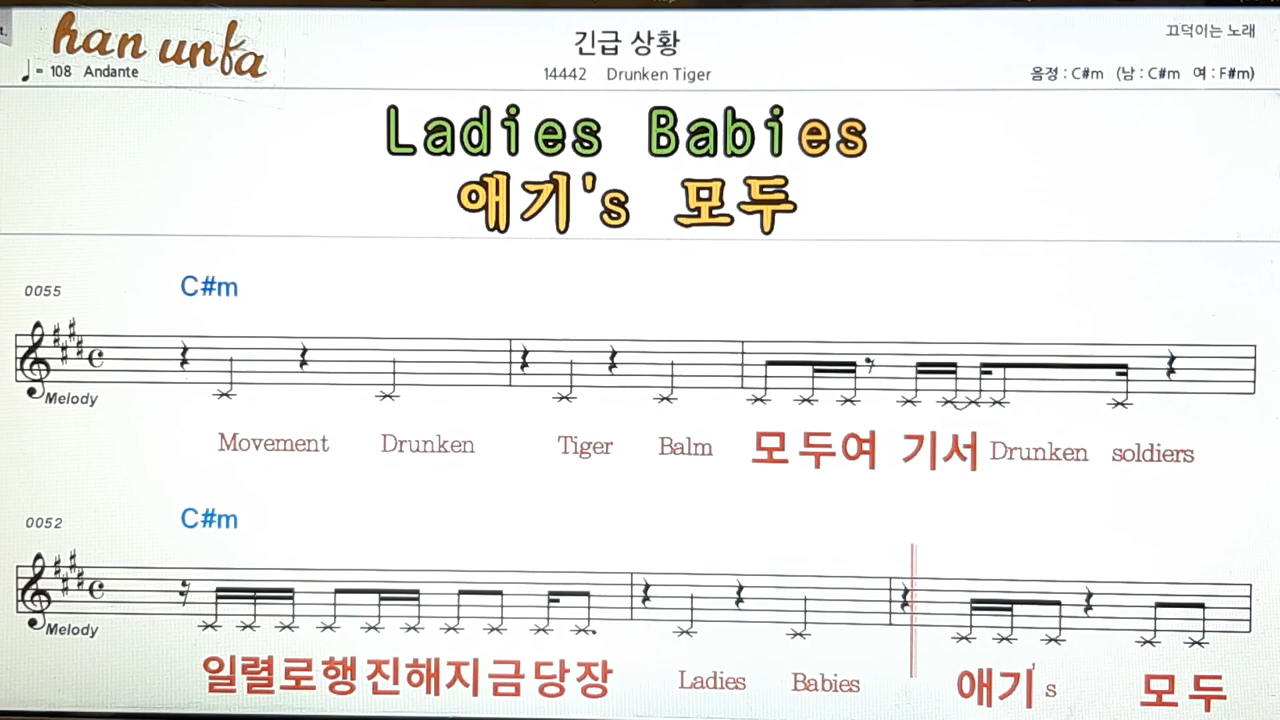 han unfa
긴급 상황
끄덕이는 노래
♩= 108 Andante
14442 Drunken Tiger
음정 : C#m (남 : C#m 여 : F#m)
Ladies Babies
애기's 모두
0055
C#m
Melody
Movement Drunken Tiger Balm 모두여 기서 Drunken soldiers
0052
C#m
Melody
일렬로행진해지금당장 Ladies Babies 애기's 모두